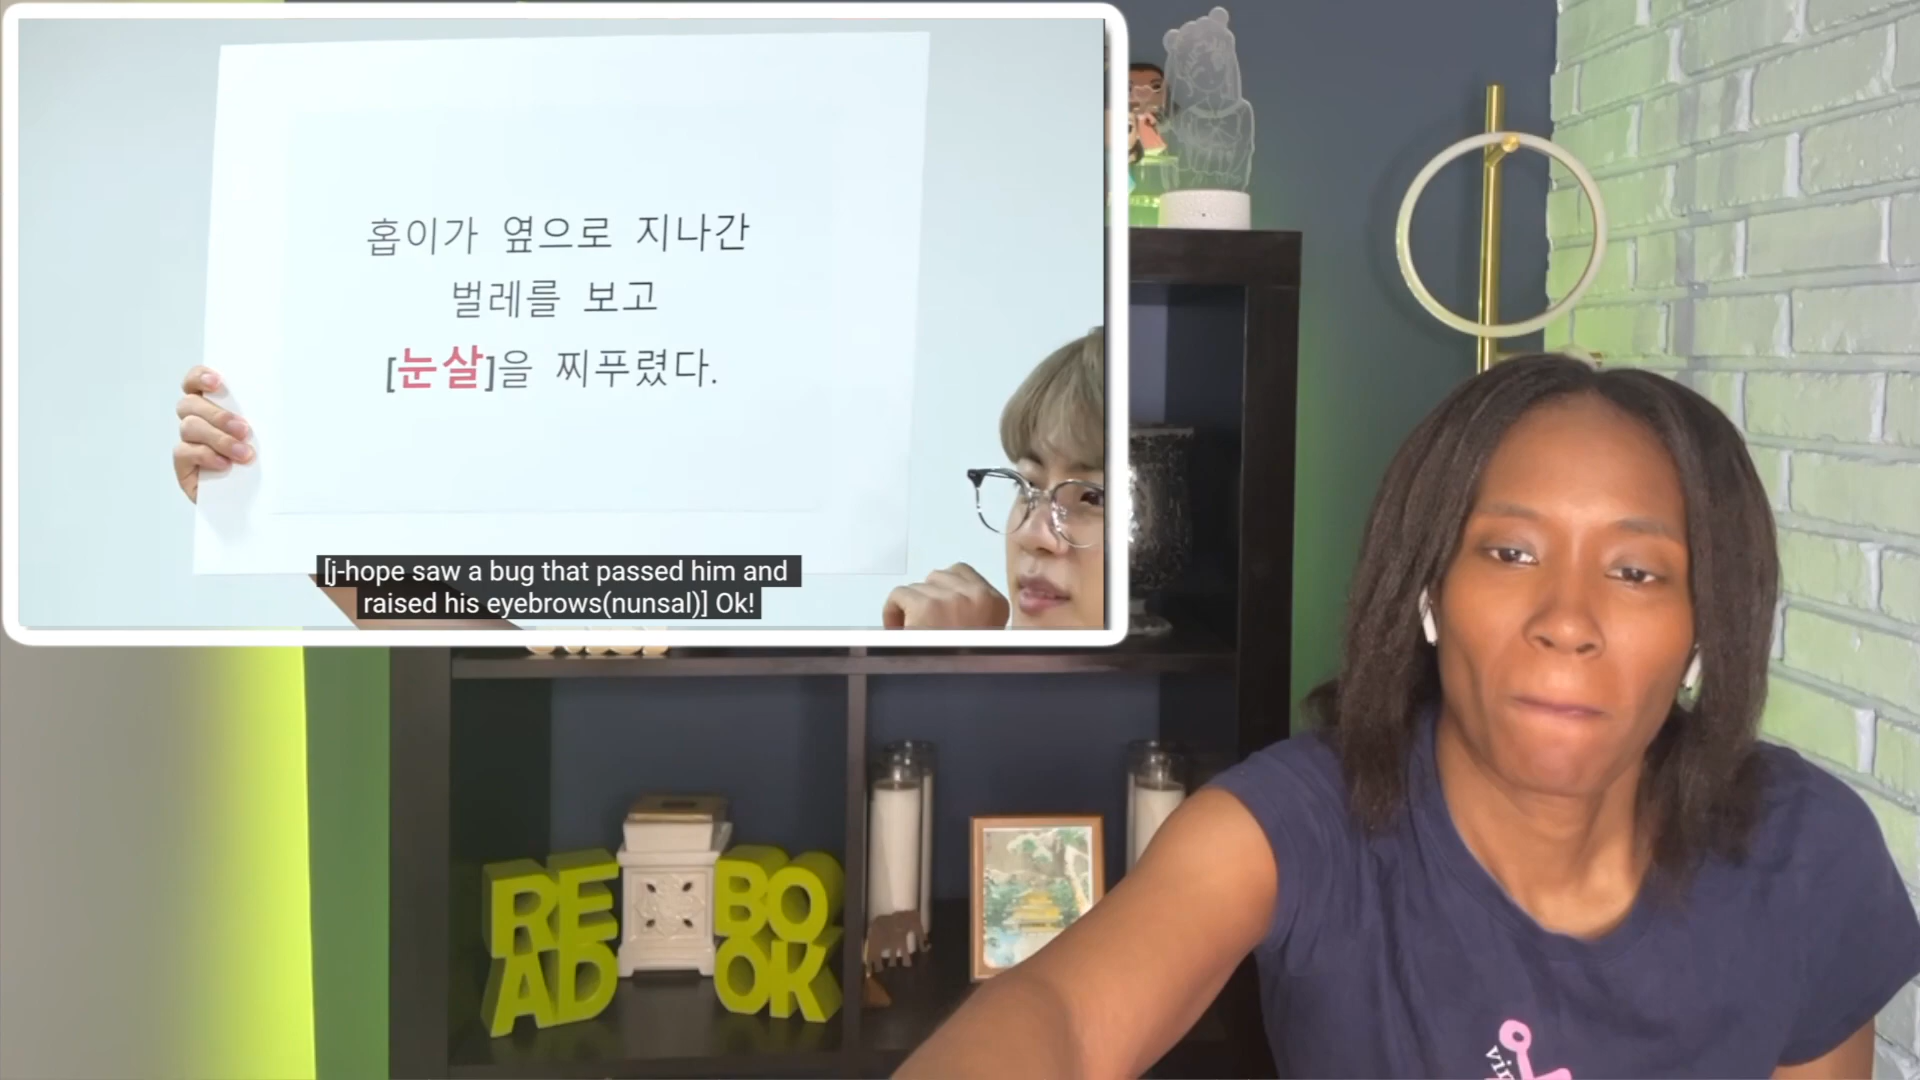 홉이가 옆으로 지나간
벌레를 보고
[눈살]을 찌푸렸다.
[j-hope saw a bug that passed him and
raised his eyebrows(nunsal)] Ok!
RE
AD
BO
OK